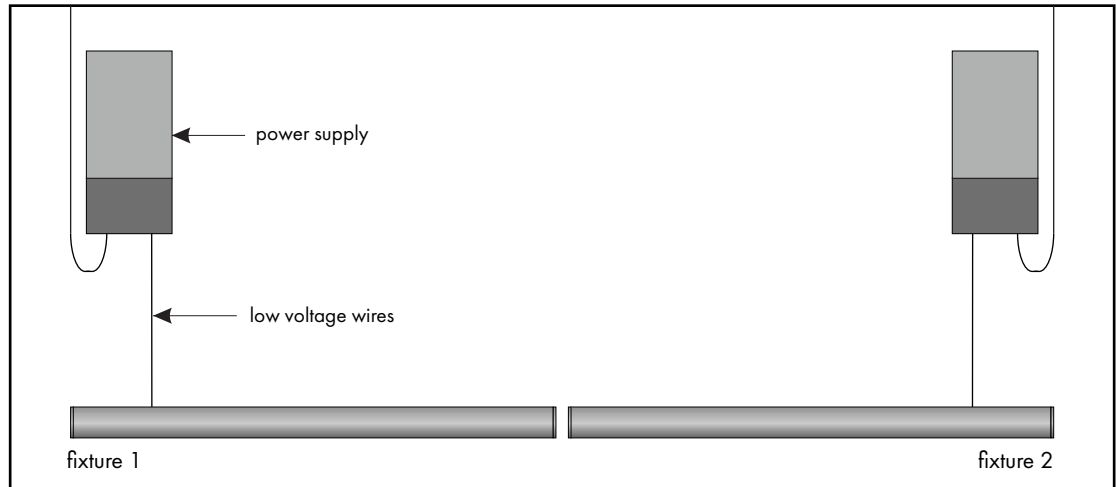 power supply
low voltage wires
fixture 1
fixture 2